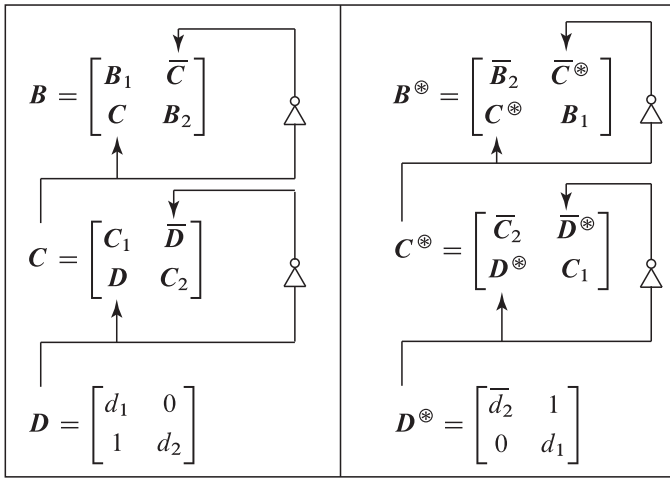 B = [ B₁ C̅ ; C B₂ ]
C = [ C₁ D̅ ; D C₂ ]
D = [ d₁ 0 ; 1 d₂ ]
B^⊛ = [ B̅₂ C̅^⊛ ; C^⊛ B₁ ]
C^⊛ = [ C̅₂ D̅^⊛ ; D^⊛ C₁ ]
D^⊛ = [ d̅₂ 1 ; 0 d₁ ]